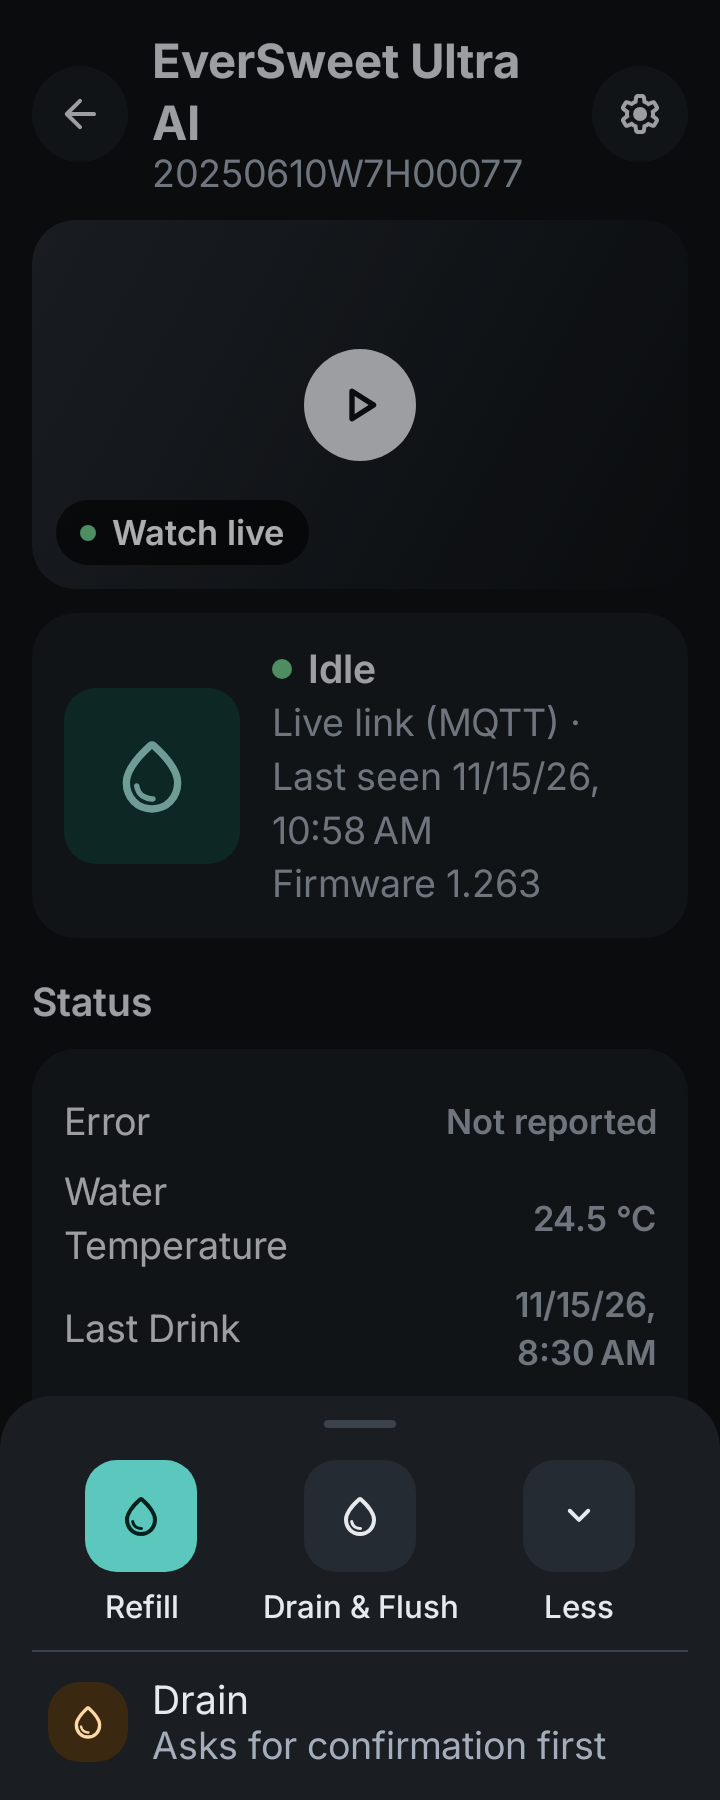 EverSweet Ultra
AI
20250610W7H00077
Watch live
Idle
Live link (MQTT) ·
Last seen 11/15/26,
10:58 AM
Firmware 1.263
Status
Error
Not reported
Water
Temperature
24.5 °C
Last Drink
11/15/26,
8:30 AM
Refill
Drain & Flush
Less
Drain
Asks for confirmation first